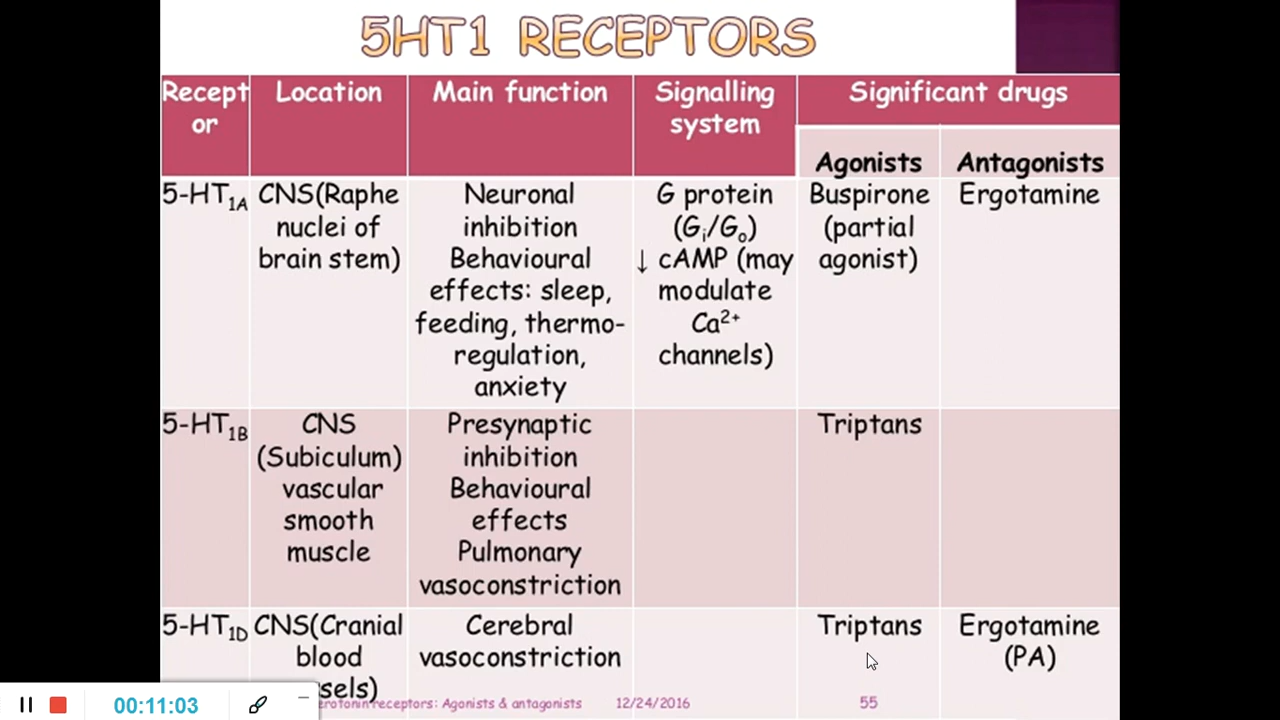 5HT1 RECEPTORS
Recept
or
Location
Main function
Signalling
system
Significant drugs
Agonists
Antagonists
5-HT1A
CNS(Raphe
nuclei of
brain stem)
Neuronal
inhibition
Behavioural
effects: sleep,
feeding, thermo-
regulation,
anxiety
G protein
(Gi/Go)
↓ cAMP (may
modulate
Ca2+
channels)
Buspirone
(partial
agonist)
Ergotamine
5-HT1B
CNS
(Subiculum)
vascular
smooth
muscle
Presynaptic
inhibition
Behavioural
effects
Pulmonary
vasoconstriction
Triptans
5-HT1D
CNS(Cranial
blood
sels)
Cerebral
vasoconstriction
Triptans
Ergotamine
(PA)
erotonin receptors: Agonists & antagonists
12/24/2016
55
00:11:03